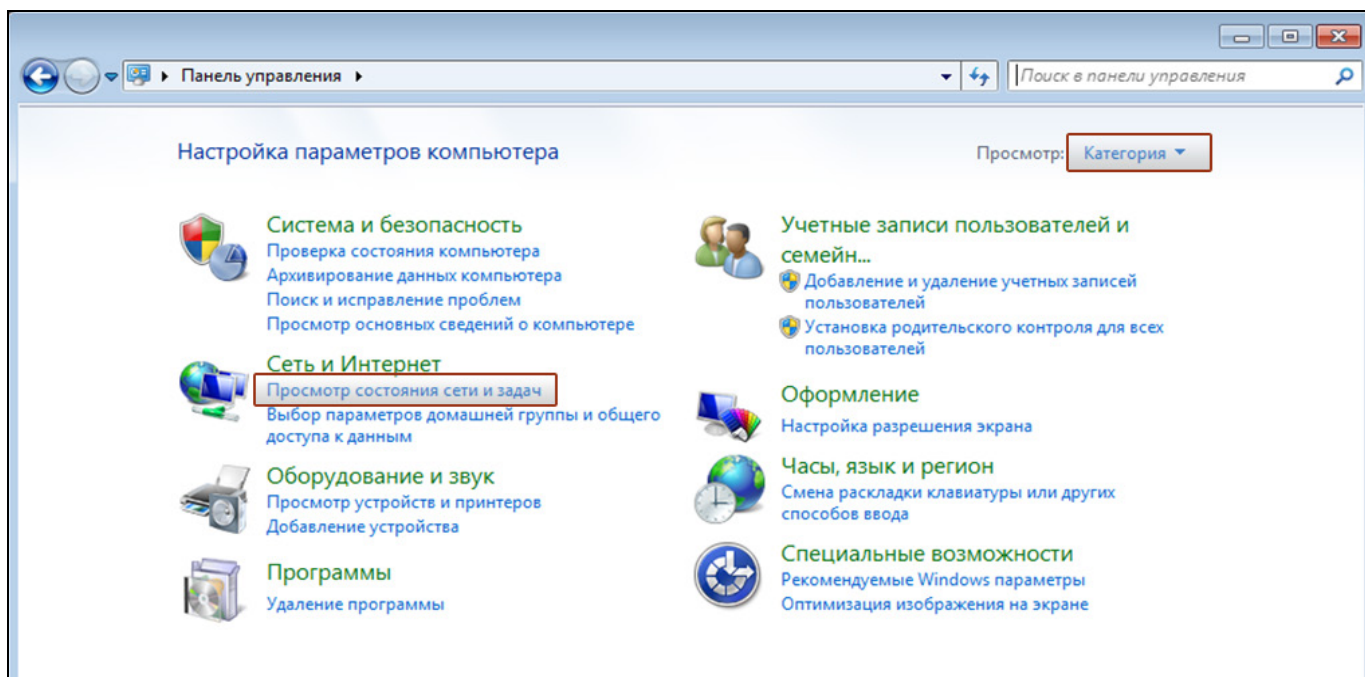 Панель управления
Поиск в панели управления
Настройка параметров компьютера
Просмотр: Категория
Система и безопасность
Проверка состояния компьютера
Архивирование данных компьютера
Поиск и исправление проблем
Просмотр основных сведений о компьютере
Сеть и Интернет
Просмотр состояния сети и задач
Выбор параметров домашней группы и общего
доступа к данным
Оборудование и звук
Просмотр устройств и принтеров
Добавление устройства
Программы
Удаление программы
Учетные записи пользователей и
семейн...
Добавление и удаление учетных записей
пользователей
Установка родительского контроля для всех
пользователей
Оформление
Настройка разрешения экрана
Часы, язык и регион
Смена раскладки клавиатуры или других
способов ввода
Специальные возможности
Рекомендуемые Windows параметры
Оптимизация изображения на экране